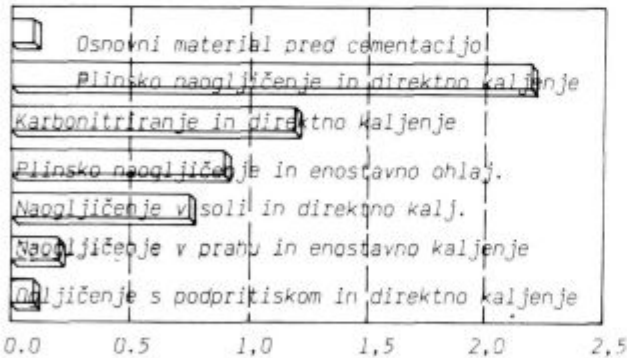 Osnovni material pred cementacijo
Plinsko naogljičenje in direktno kaljenje
Karbonitriranje in direktno kaljenje
Plinsko naogljičenje in enostavno ohlaj.
Naogljičenje v soli in direktno kalj.
Naogljičenje v prahu in enostavno kaljenje
Ogljičenje s podpritiskom in direktno kaljenje
0.0 0.5 1,0 1,5 2,0 2,5